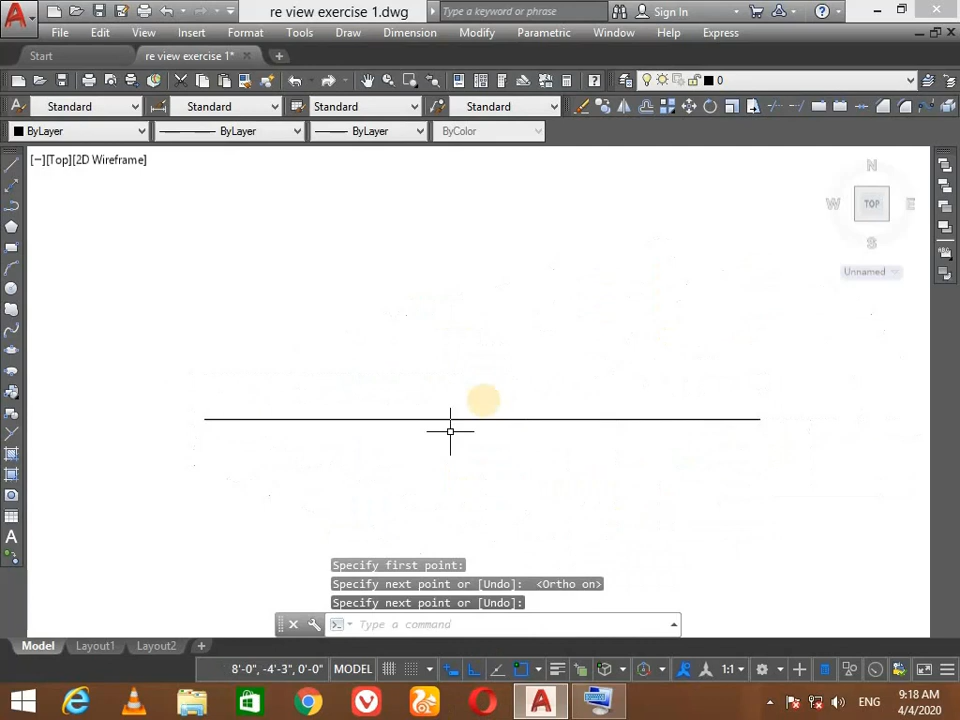 re view exercise 1.dwg
Type a keyword or phrase
Sign In
File Edit View Insert Format Tools Draw Dimension Modify Parametric Window Help Express
Start
re view exercise 1*
0
Standard
Standard
Standard
Standard
ByLayer
ByLayer
ByLayer
ByColor
[−][Top][2D Wireframe]
N
W TOP E
S
Unnamed
Specify first point:
Specify next point or [Undo]: <Ortho on>
Specify next point or [Undo]:
Type a command
Model Layout1 Layout2
8'-0", -4'-3", 0'-0" MODEL
1:1
ENG
9:18 AM
4/4/2020